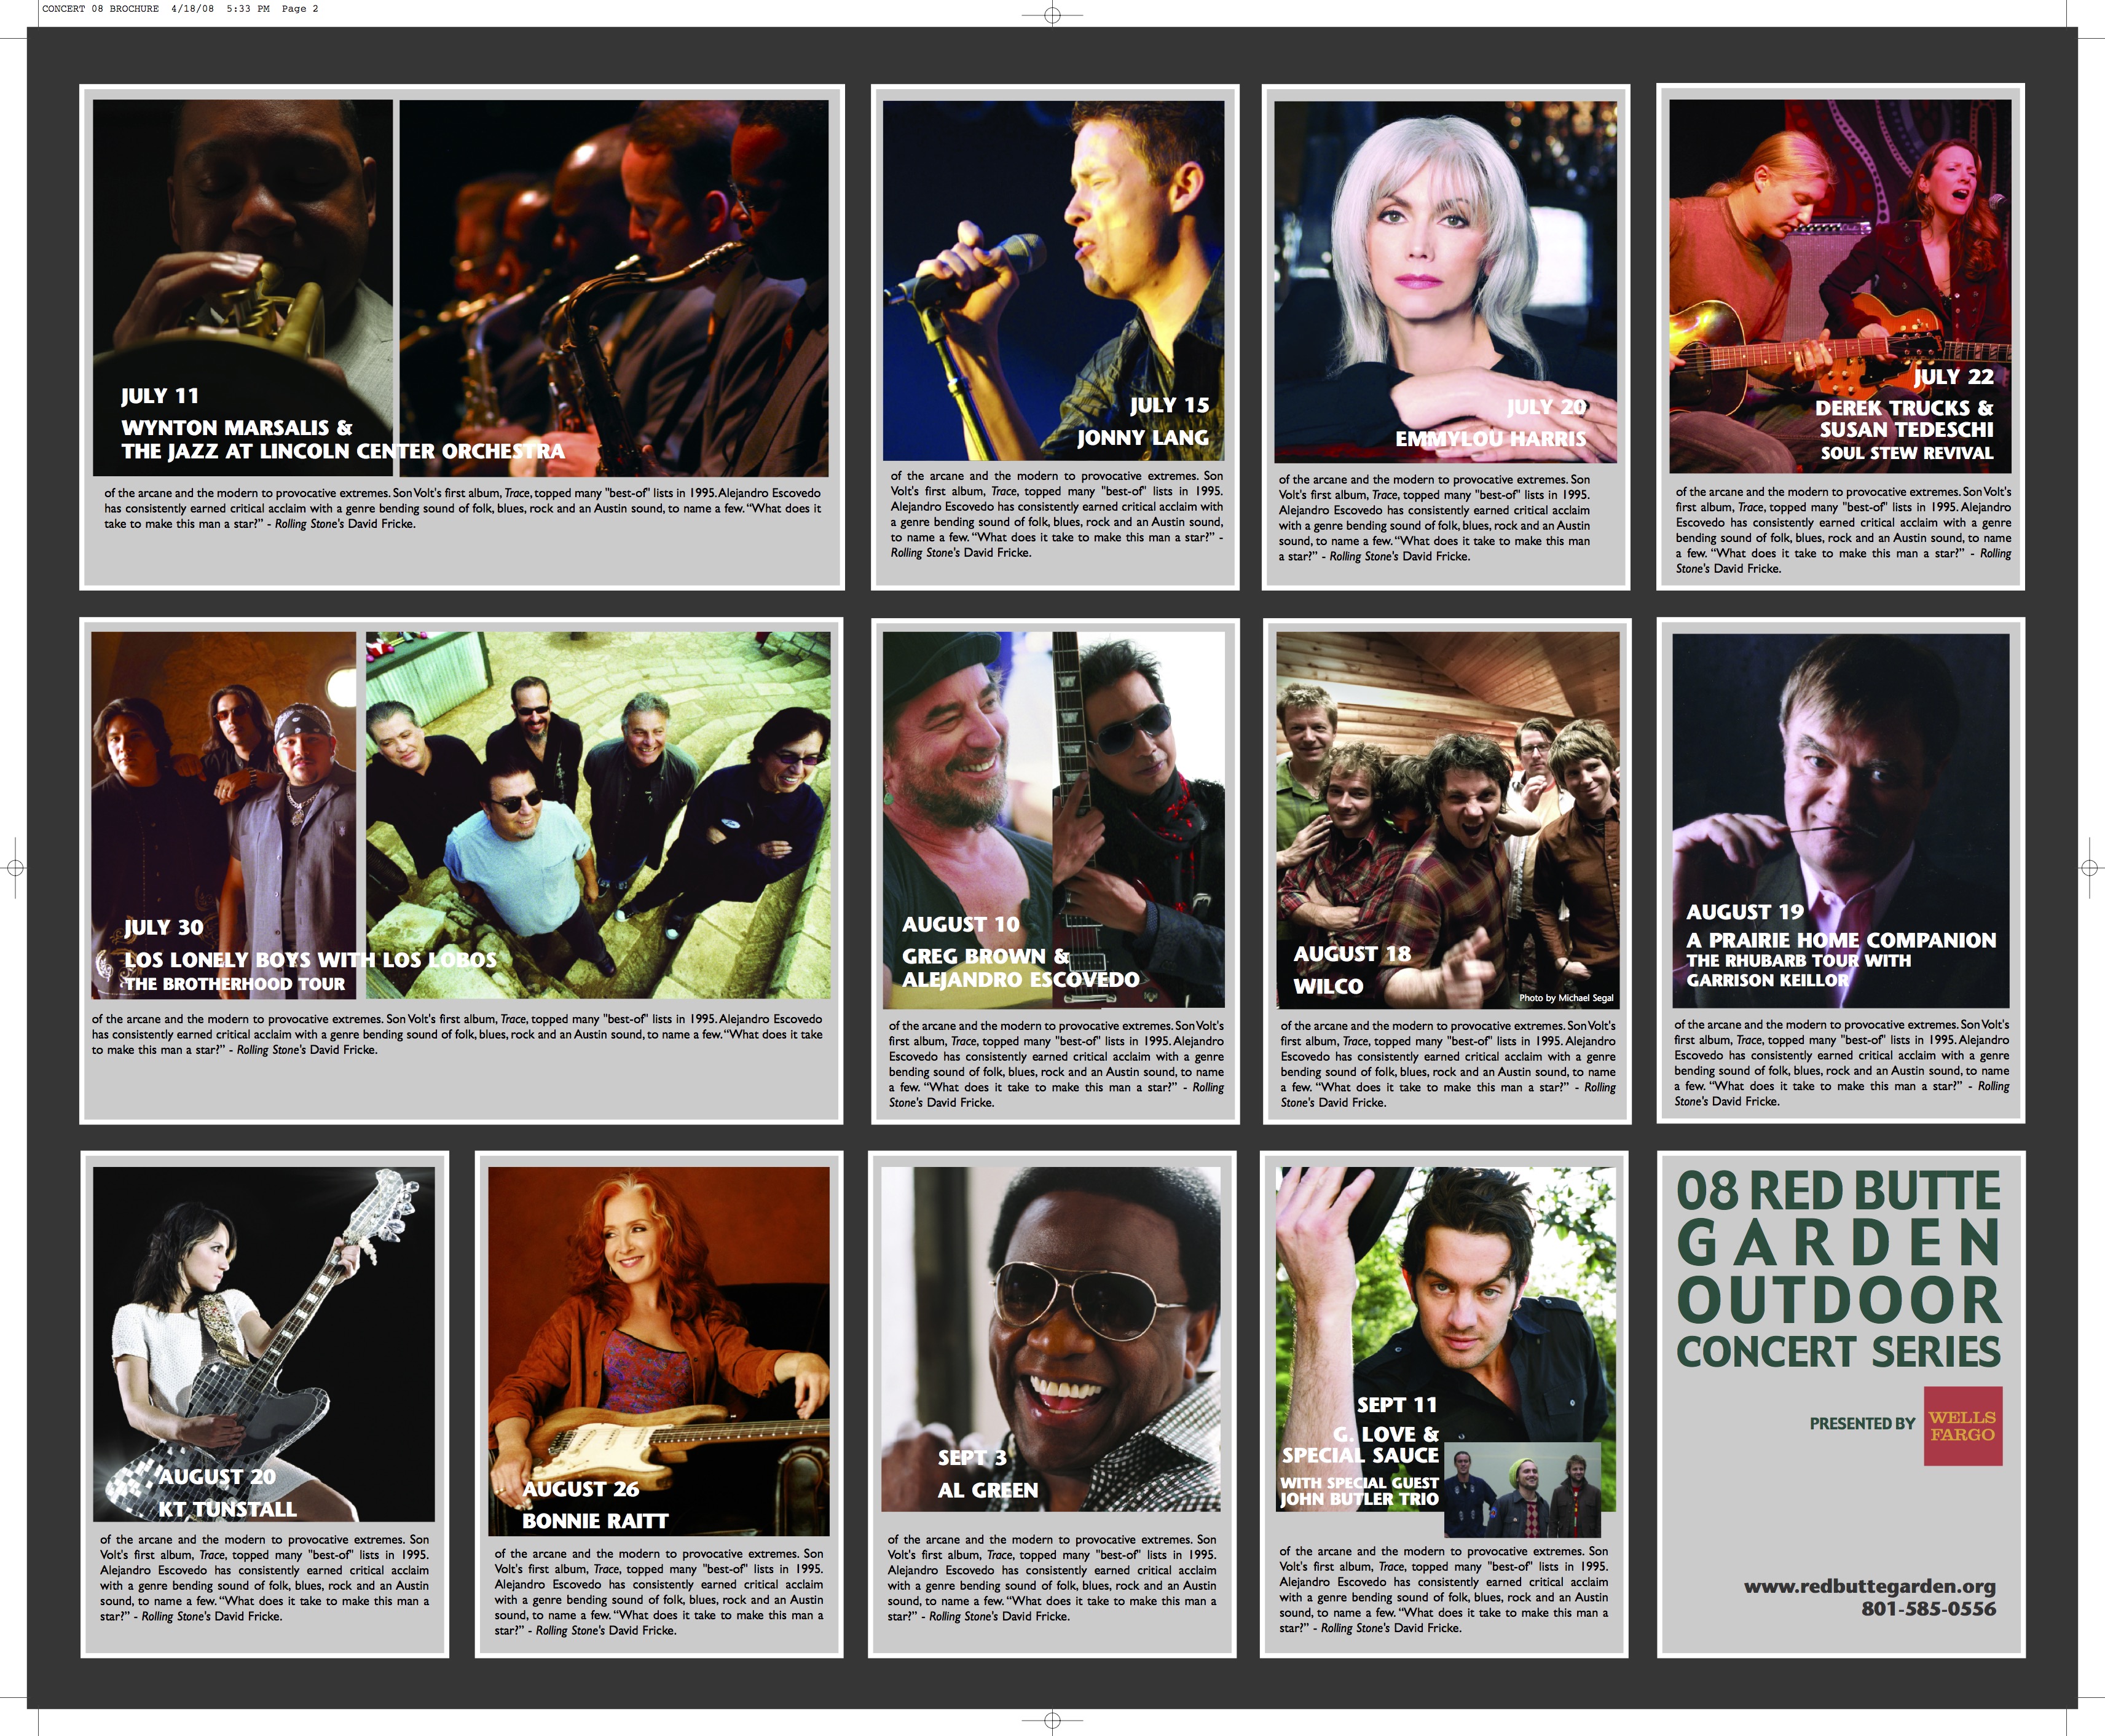 CONCERT 08 BROCHURE 4/18/08 5:33 PM Page 2
JULY 11
WYNTON MARSALIS &
THE JAZZ AT LINCOLN CENTER ORCHESTRA
of the arcane and the modern to provocative extremes. Son Volt's first album, Trace, topped many "best-of" lists in 1995. Alejandro Escovedo
has consistently earned critical acclaim with a genre bending sound of folk, blues, rock and an Austin sound, to name a few. “What does it
take to make this man a star?” - Rolling Stone's David Fricke.
JULY 15
JONNY LANG
of the arcane and the modern to provocative extremes. Son
Volt's first album, Trace, topped many "best-of" lists in 1995.
Alejandro Escovedo has consistently earned critical acclaim with
a genre bending sound of folk, blues, rock and an Austin sound,
to name a few. “What does it take to make this man a star?” -
Rolling Stone's David Fricke.
JULY 20
EMMYLOU HARRIS
of the arcane and the modern to provocative extremes. Son
Volt's first album, Trace, topped many "best-of" lists in 1995.
Alejandro Escovedo has consistently earned critical acclaim
with a genre bending sound of folk, blues, rock and an Austin
sound, to name a few. “What does it take to make this man
a star?” - Rolling Stone's David Fricke.
JULY 22
DEREK TRUCKS &
SUSAN TEDESCHI
SOUL STEW REVIVAL
of the arcane and the modern to provocative extremes. Son Volt's
first album, Trace, topped many "best-of" lists in 1995. Alejandro
Escovedo has consistently earned critical acclaim with a genre
bending sound of folk, blues, rock and an Austin sound, to name
a few. “What does it take to make this man a star?” - Rolling
Stone's David Fricke.
JULY 30
LOS LONELY BOYS WITH LOS LOBOS
THE BROTHERHOOD TOUR
of the arcane and the modern to provocative extremes. Son Volt's first album, Trace, topped many "best-of" lists in 1995. Alejandro Escovedo
has consistently earned critical acclaim with a genre bending sound of folk, blues, rock and an Austin sound, to name a few. “What does it take
to make this man a star?” - Rolling Stone's David Fricke.
AUGUST 10
GREG BROWN &
ALEJANDRO ESCOVEDO
of the arcane and the modern to provocative extremes. Son Volt's
first album, Trace, topped many "best-of" lists in 1995. Alejandro
Escovedo has consistently earned critical acclaim with a genre
bending sound of folk, blues, rock and an Austin sound, to name
a few. “What does it take to make this man a star?” - Rolling
Stone's David Fricke.
AUGUST 18
WILCO
Photo by Michael Segal
of the arcane and the modern to provocative extremes. Son Volt's
first album, Trace, topped many "best-of" lists in 1995. Alejandro
Escovedo has consistently earned critical acclaim with a genre
bending sound of folk, blues, rock and an Austin sound, to name
a few. “What does it take to make this man a star?” - Rolling
Stone's David Fricke.
AUGUST 19
A PRAIRIE HOME COMPANION
THE RHUBARB TOUR WITH
GARRISON KEILLOR
of the arcane and the modern to provocative extremes. Son Volt's
first album, Trace, topped many "best-of" lists in 1995. Alejandro
Escovedo has consistently earned critical acclaim with a genre
bending sound of folk, blues, rock and an Austin sound, to name
a few. “What does it take to make this man a star?” - Rolling
Stone's David Fricke.
AUGUST 20
KT TUNSTALL
of the arcane and the modern to provocative extremes. Son
Volt's first album, Trace, topped many "best-of" lists in 1995.
Alejandro Escovedo has consistently earned critical acclaim
with a genre bending sound of folk, blues, rock and an Austin
sound, to name a few. “What does it take to make this man a
star?” - Rolling Stone's David Fricke.
AUGUST 26
BONNIE RAITT
of the arcane and the modern to provocative extremes. Son
Volt's first album, Trace, topped many "best-of" lists in 1995.
Alejandro Escovedo has consistently earned critical acclaim
with a genre bending sound of folk, blues, rock and an Austin
sound, to name a few. “What does it take to make this man a
star?” - Rolling Stone's David Fricke.
SEPT 3
AL GREEN
of the arcane and the modern to provocative extremes. Son
Volt's first album, Trace, topped many "best-of" lists in 1995.
Alejandro Escovedo has consistently earned critical acclaim
with a genre bending sound of folk, blues, rock and an Austin
sound, to name a few. “What does it take to make this man a
star?” - Rolling Stone's David Fricke.
SEPT 11
G. LOVE &
SPECIAL SAUCE
WITH SPECIAL GUEST
JOHN BUTLER TRIO
of the arcane and the modern to provocative extremes. Son
Volt's first album, Trace, topped many "best-of" lists in 1995.
Alejandro Escovedo has consistently earned critical acclaim
with a genre bending sound of folk, blues, rock and an Austin
sound, to name a few. “What does it take to make this man a
star?” - Rolling Stone's David Fricke.
08 RED BUTTE
GARDEN
OUTDOOR
CONCERT SERIES
PRESENTED BY
WELLS
FARGO
www.redbuttegarden.org
801-585-0556